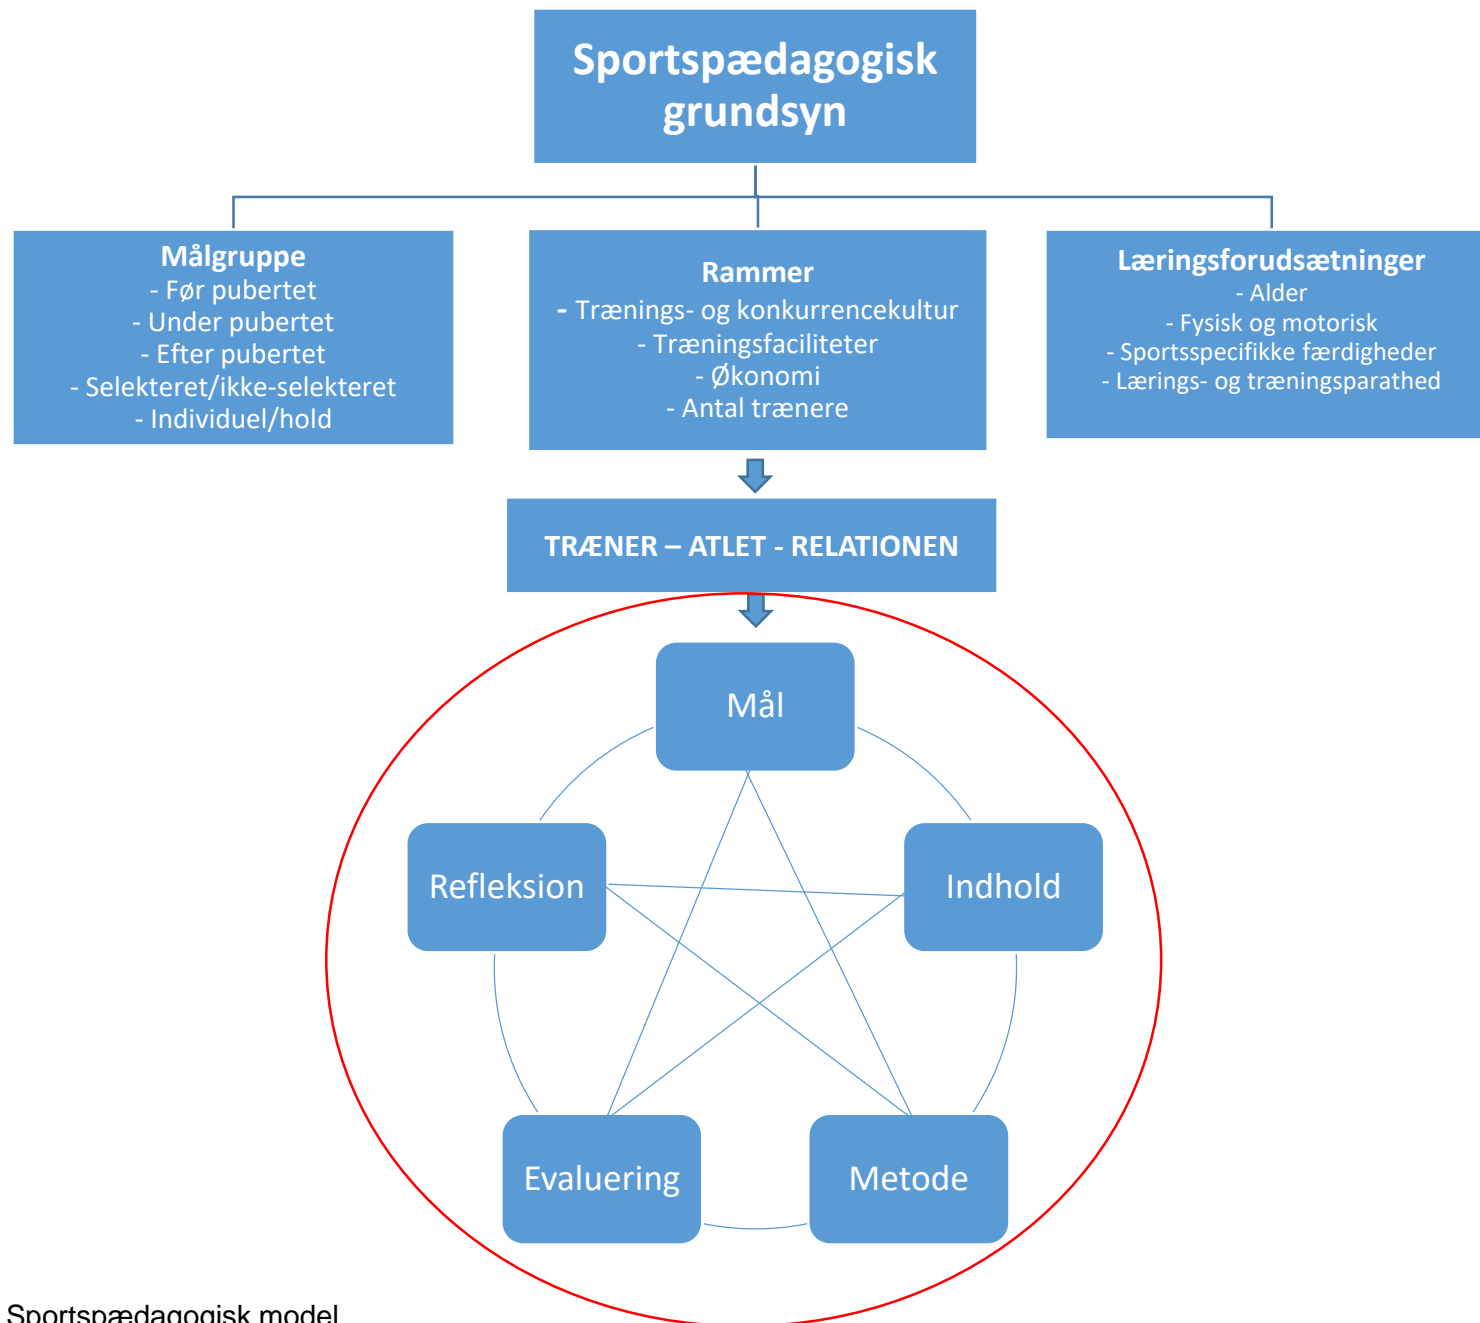 Sportspædagogisk
grundsyn
Målgruppe
- Før pubertet
- Under pubertet
- Efter pubertet
- Selekteret/ikke-selekteret
- Individuel/hold
Rammer
- Trænings- og konkurrencekultur
- Træningsfaciliteter
- Økonomi
- Antal trænere
Læringsforudsætninger
- Alder
- Fysisk og motorisk
- Sportsspecifikke færdigheder
- Lærings- og træningsparathed
TRÆNER – ATLET - RELATIONEN
Mål
Refleksion
Indhold
Evaluering
Metode
Sportspædagogisk model